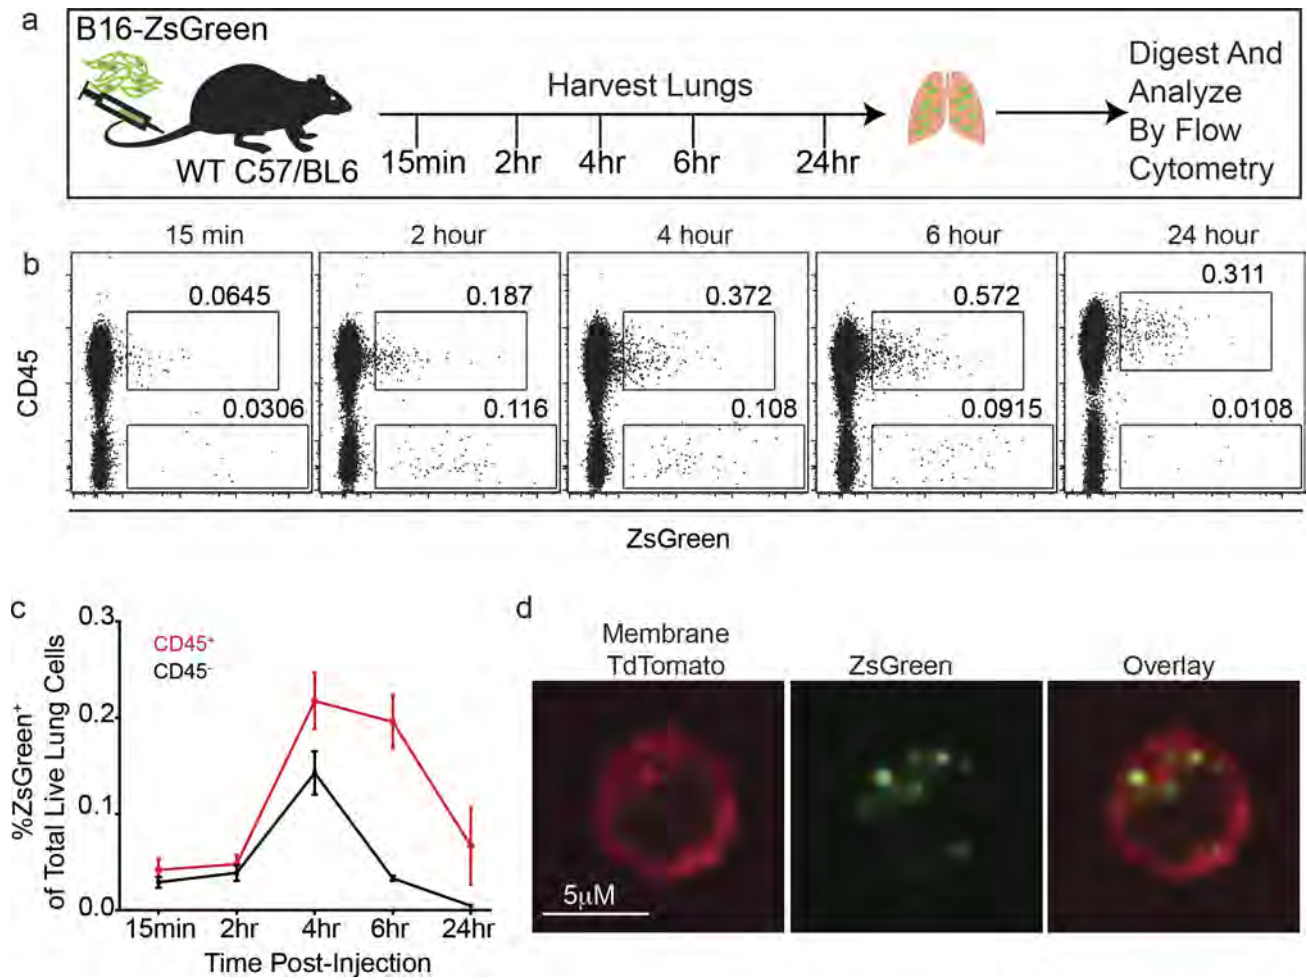 a
B16-ZsGreen
WT C57/BL6
Harvest Lungs
15min 2hr 4hr 6hr 24hr
Digest And
Analyze
By Flow
Cytometry
b
15 min 2 hour 4 hour 6 hour 24 hour
0.0645 0.187 0.372 0.572 0.311
0.0306 0.116 0.108 0.0915 0.0108
CD45
ZsGreen
c
%ZsGreen⁺
of Total Live Lung Cells
0.3
0.2
0.1
0.0
CD45⁺
CD45⁻
15min 2hr 4hr 6hr 24hr
Time Post-Injection
d
Membrane
TdTomato
ZsGreen
Overlay
5μM